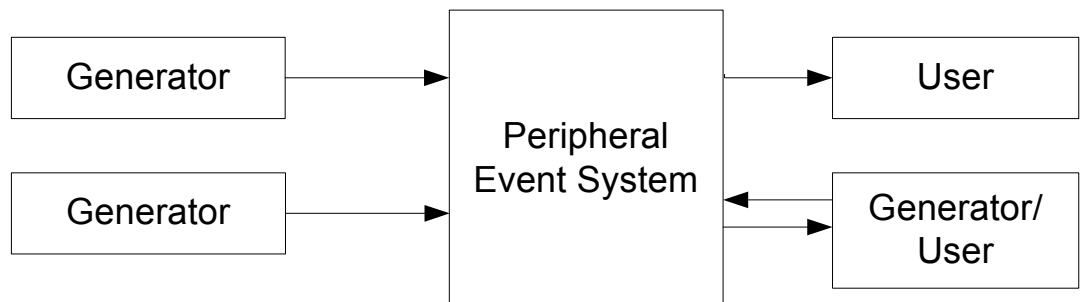 Generator
Generator
Peripheral
Event System
User
Generator/
User